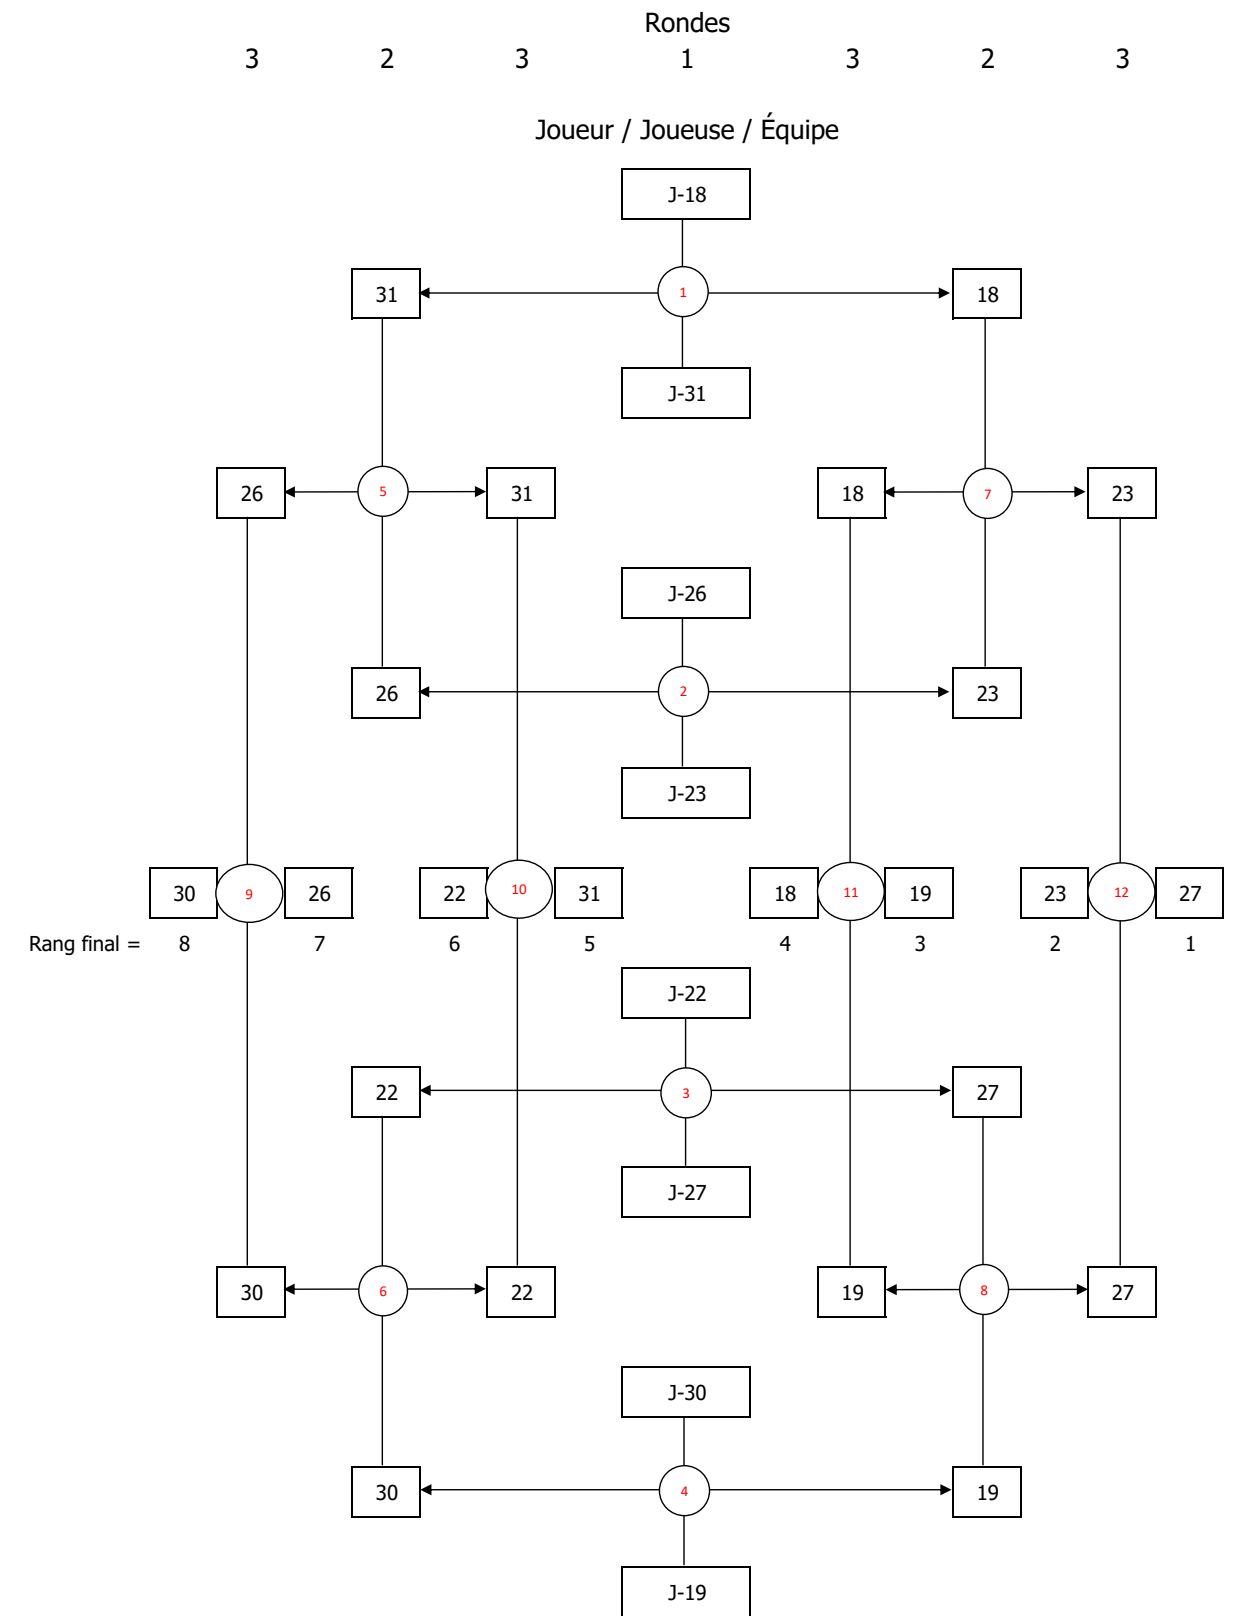 Rondes
3 2 3 1 3 2 3
Joueur / Joueuse / Équipe
J-18
31 1 18
J-31
26 5 31 18 7 23
J-26
26 2 23
J-23
30 9 26 22 10 31 18 11 19 23 12 27
Rang final = 8 7 6 5 4 3 2 1
J-22
22 3 27
J-27
30 6 22 19 8 27
J-30
30 4 19
J-19